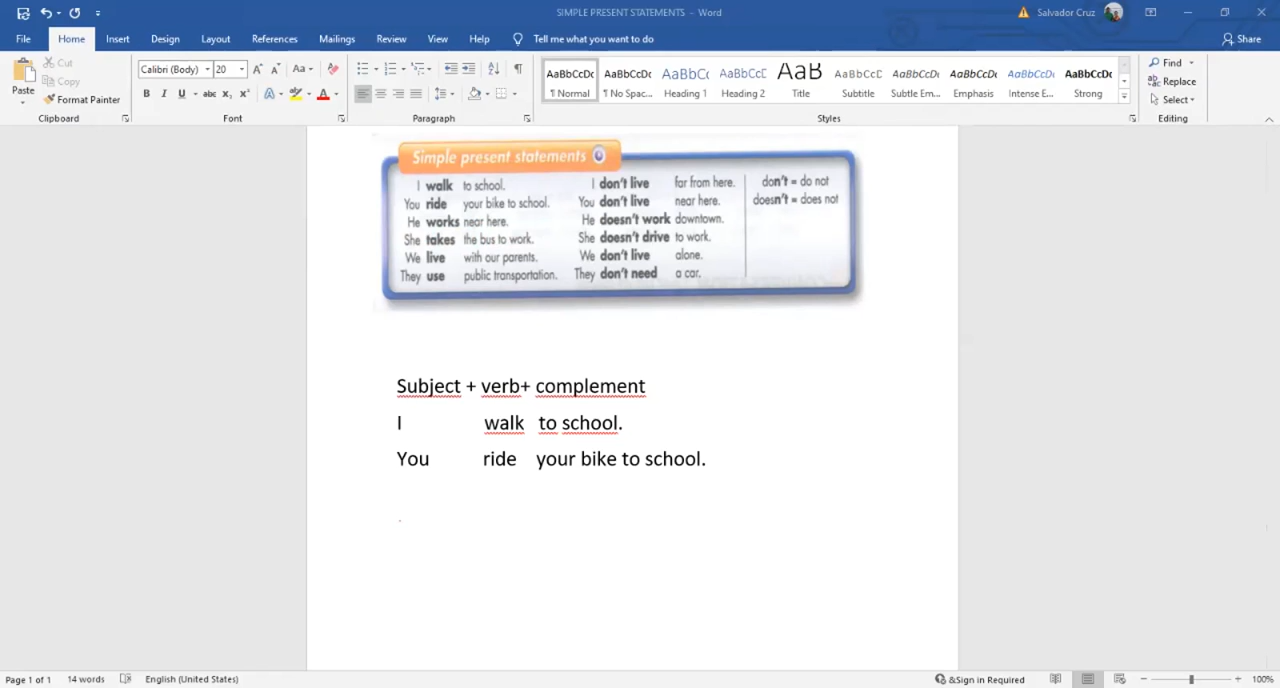 SIMPLE PRESENT STATEMENTS - Word
Salvador Cruz
File Home Insert Design Layout References Mailings Review View Help Tell me what you want to do Share
Paste
Cut
Copy
Format Painter
Clipboard
Calibri (Body) 20
Font
Paragraph
AaBbCcDc AaBbCcDc AaBbCc AaBbCcC AaB AaBbCcD AaBbCcDc AaBbCcDc AaBbCcDc AaBbCcDc
¶ Normal ¶ No Spac... Heading 1 Heading 2 Title Subtitle Subtle Em... Emphasis Intense E... Strong
Styles
Find
Replace
Select
Editing
Simple present statements
I walk to school. I don't live far from here. don't = do not
You ride your bike to school. You don't live near here. doesn't = does not
He works near here. He doesn't work downtown.
She takes the bus to work. She doesn't drive to work.
We live with our parents. We don't live alone.
They use public transportation. They don't need a car.
Subject + verb+ complement
I walk to school.
You ride your bike to school.
Page 1 of 1 14 words English (United States) &Sign in Required 100%